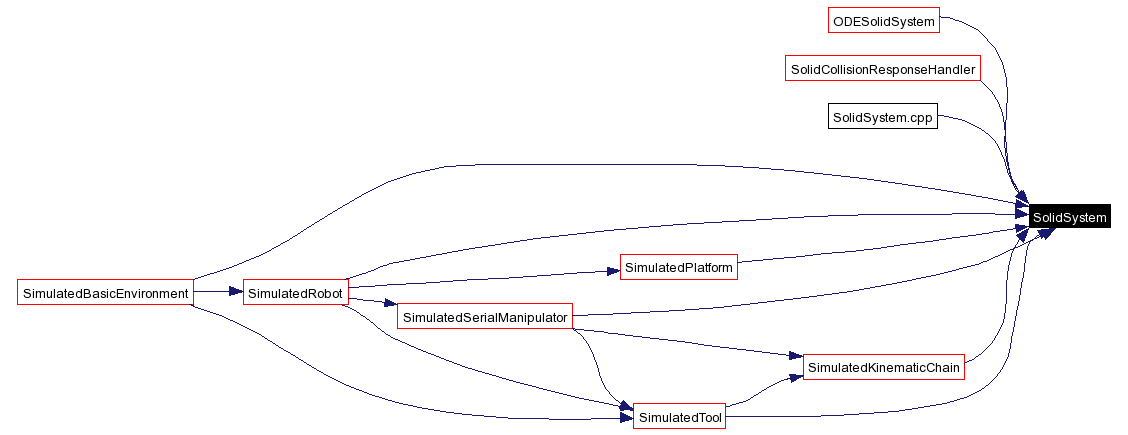 ODESolidSystem
SolidCollisionResponseHandler
SolidSystem.cpp
SolidSystem
SimulatedPlatform
SimulatedBasicEnvironment
SimulatedRobot
SimulatedSerialManipulator
SimulatedKinematicChain
SimulatedTool